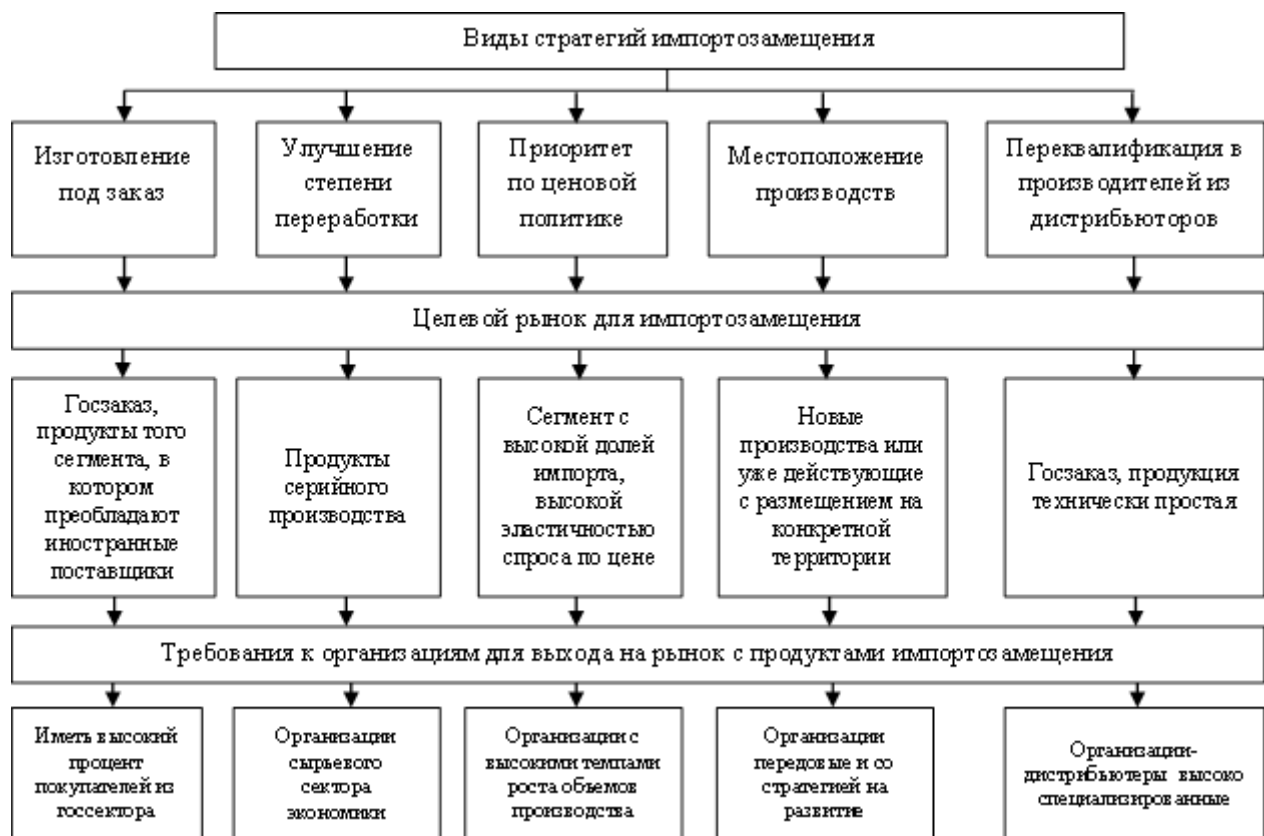 Виды стратегий импортозамещения
Изготовление
под заказ
Улучшение
степени
переработки
Приоритет
по ценовой
политике
Местоположение
производств
Переквалификация в
производителей из
дистрибьюторов
Целевой рынок для импортозамещения
Госзаказ,
продукты того
сегмента, в
котором
преобладают
иностранные
поставщики
Продукты
серийного
производства
Сегмент с
высокой долей
импорта,
высокой
эластичностью
спроса по цене
Новые
производства или
уже действующие
с размещением на
конкретной
территории
Госзаказ, продукция
технически простая
Требования к организациям для выхода на рынок с продуктами импортозамещения
Иметь высокий
процент
покупателей из
госсектора
Организации
сырьевого
сектора
экономики
Организации с
высокими темпами
роста объемов
производства
Организации
передовые и со
стратегией на
развитие
Организации-
дистрибьютеры высоко
специализированные